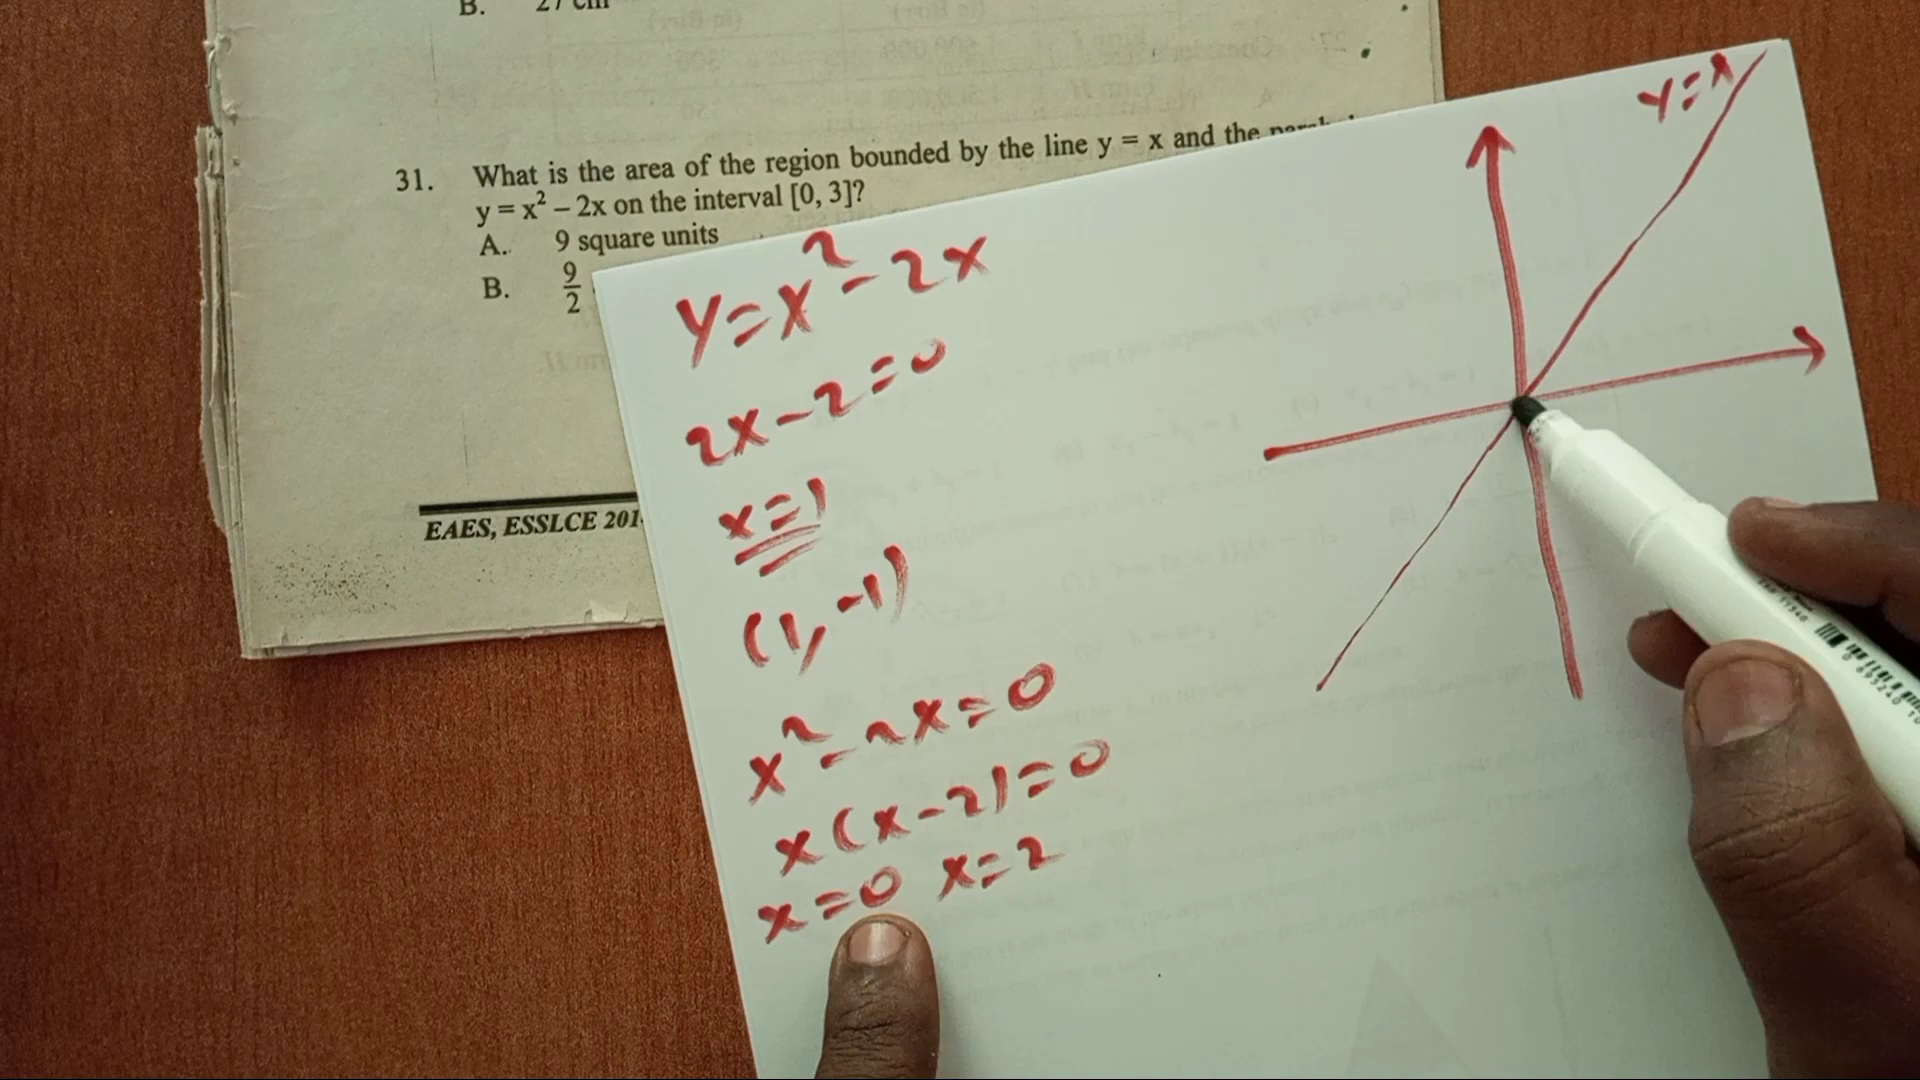 B. 27 cm
31. What is the area of the region bounded by the line y = x and the
y = x² – 2x on the interval [0, 3]?
A. 9 square units
B. 9/2
EAES, ESSLCE 201
y=x²-2x
2x-2=0
x=1
(1,-1)
x²-2x=0
x(x-2)=0
x=0 x=2
y=x